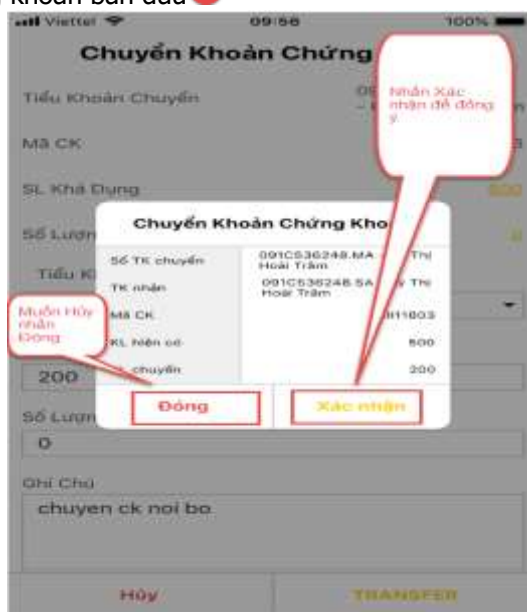 khoản ban đầu
Viettel 09:56 100%
Chuyển Khoản Chứng
Tiểu Khoản Chuyển
Mã CK
SL Khả Dụng 500
Số Lượn 0
Tiểu K
Nhấn Xác
nhận để đồng
ý
Chuyển Khoản Chứng Kho
Số TK chuyển 091C536248.MA Thị
Hoài Trâm
TK nhận 091C536248.SA Thị
Hoài Trâm
Mã CK
KL hiện có 500
chuyển 200
Đóng Xác nhận
Muốn Hủy
nhấn
Đóng
200
Số Lượn
0
Ghi Chú
chuyen ck noi bo
Hủy TRANSFER